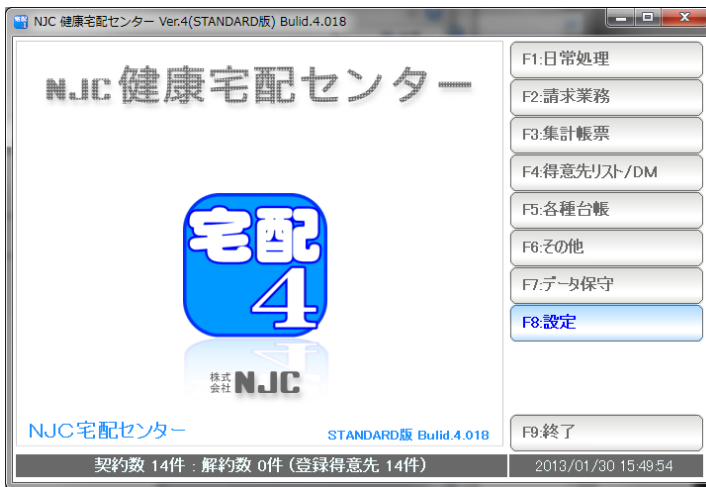 NJC 健康宅配センター Ver.4(STANDARD版) Bulid.4.018
NJC 健康宅配センター
宅配
4
株式会社 NJC
NJC宅配センター
STANDARD版 Bulid.4.018
F1:日常処理
F2:請求業務
F3:集計帳票
F4:得意先リスト/DM
F5:各種台帳
F6:その他
F7:データ保守
F8:設定
F9:終了
契約数 14件 : 解約数 0件 (登録得意先 14件)
2013/01/30 15:49:54